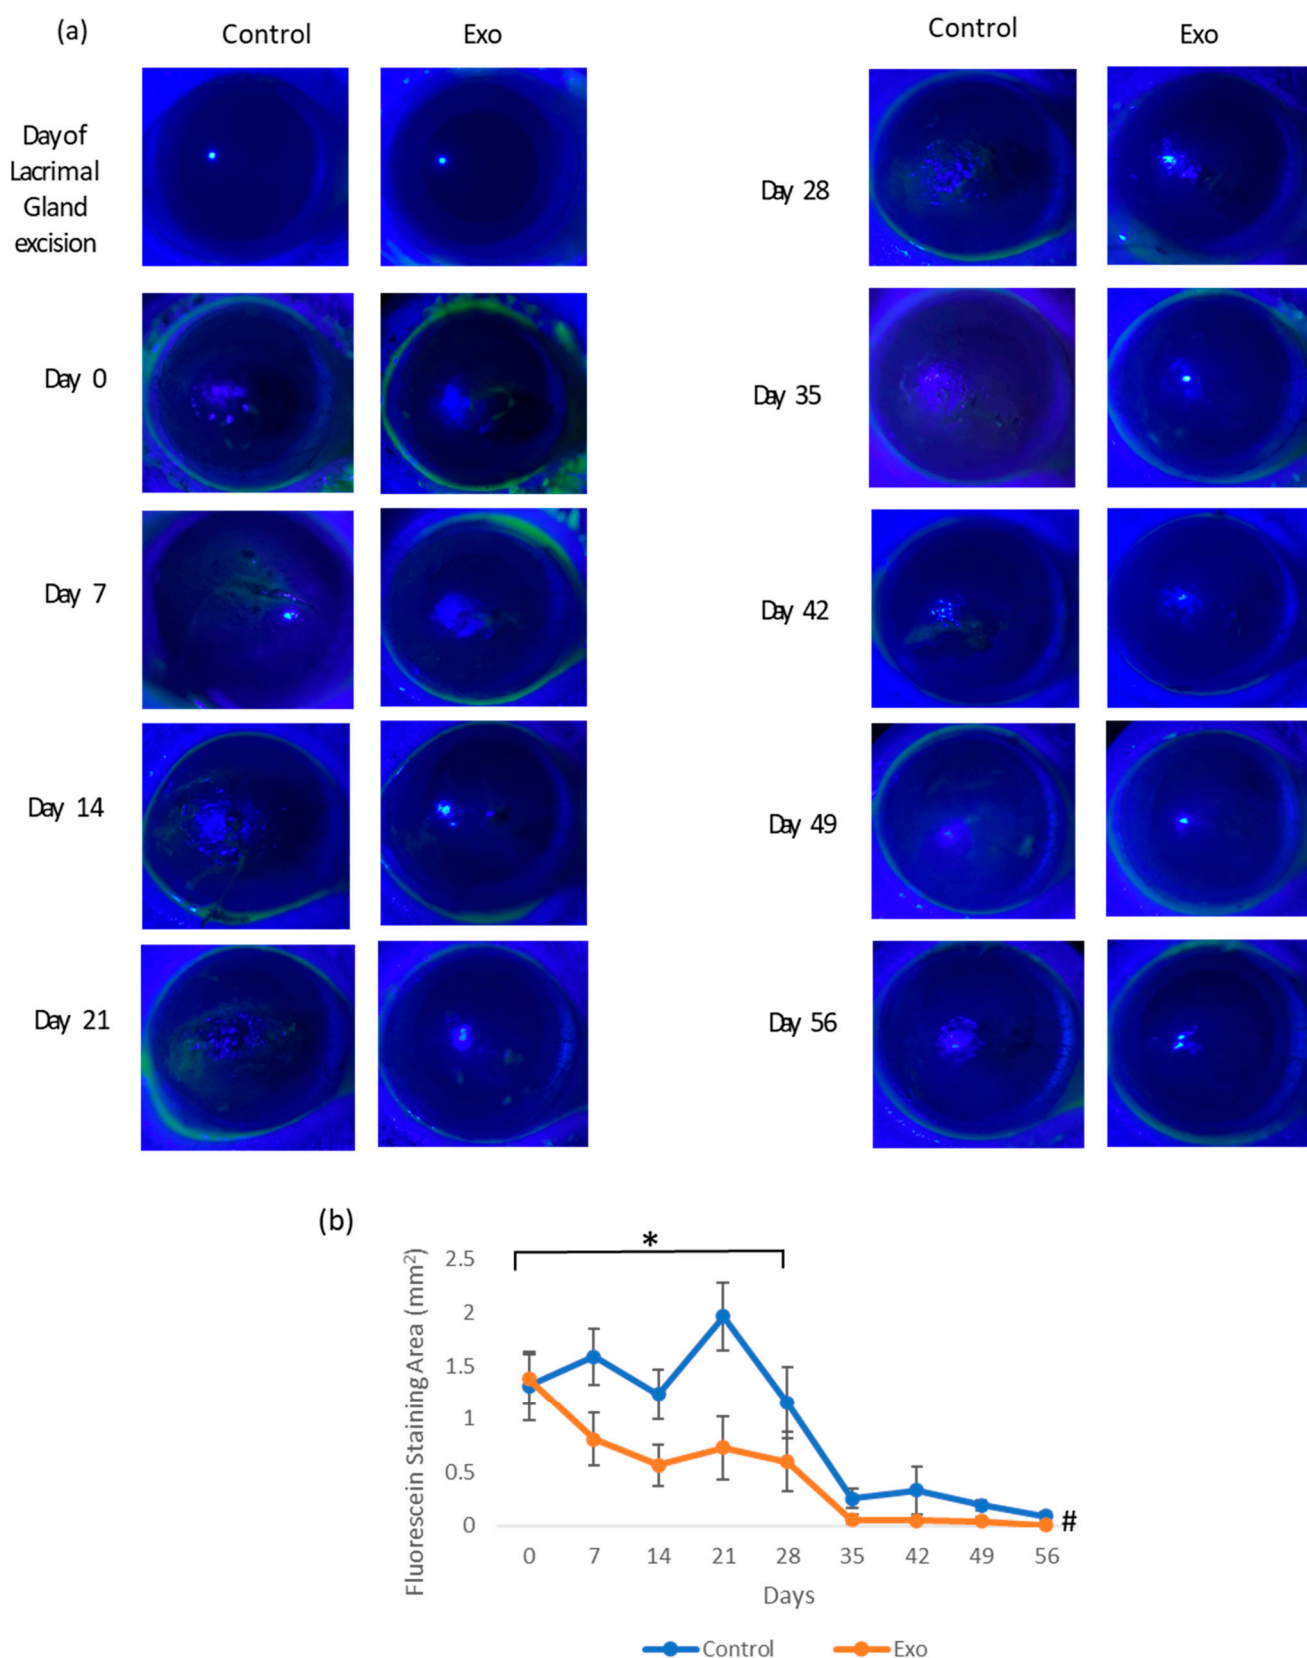 (a)
Control
Exo
Control
Exo
Day of
Lacrimal
Gland
excision
Day 0
Day 7
Day 14
Day 21
Day 28
Day 35
Day 42
Day 49
Day 56
(b)
*
Fluorescein Staining Area (mm²)
2.5
2
1.5
1
0.5
0
#
0 7 14 21 28 35 42 49 56
Days
Control Exo